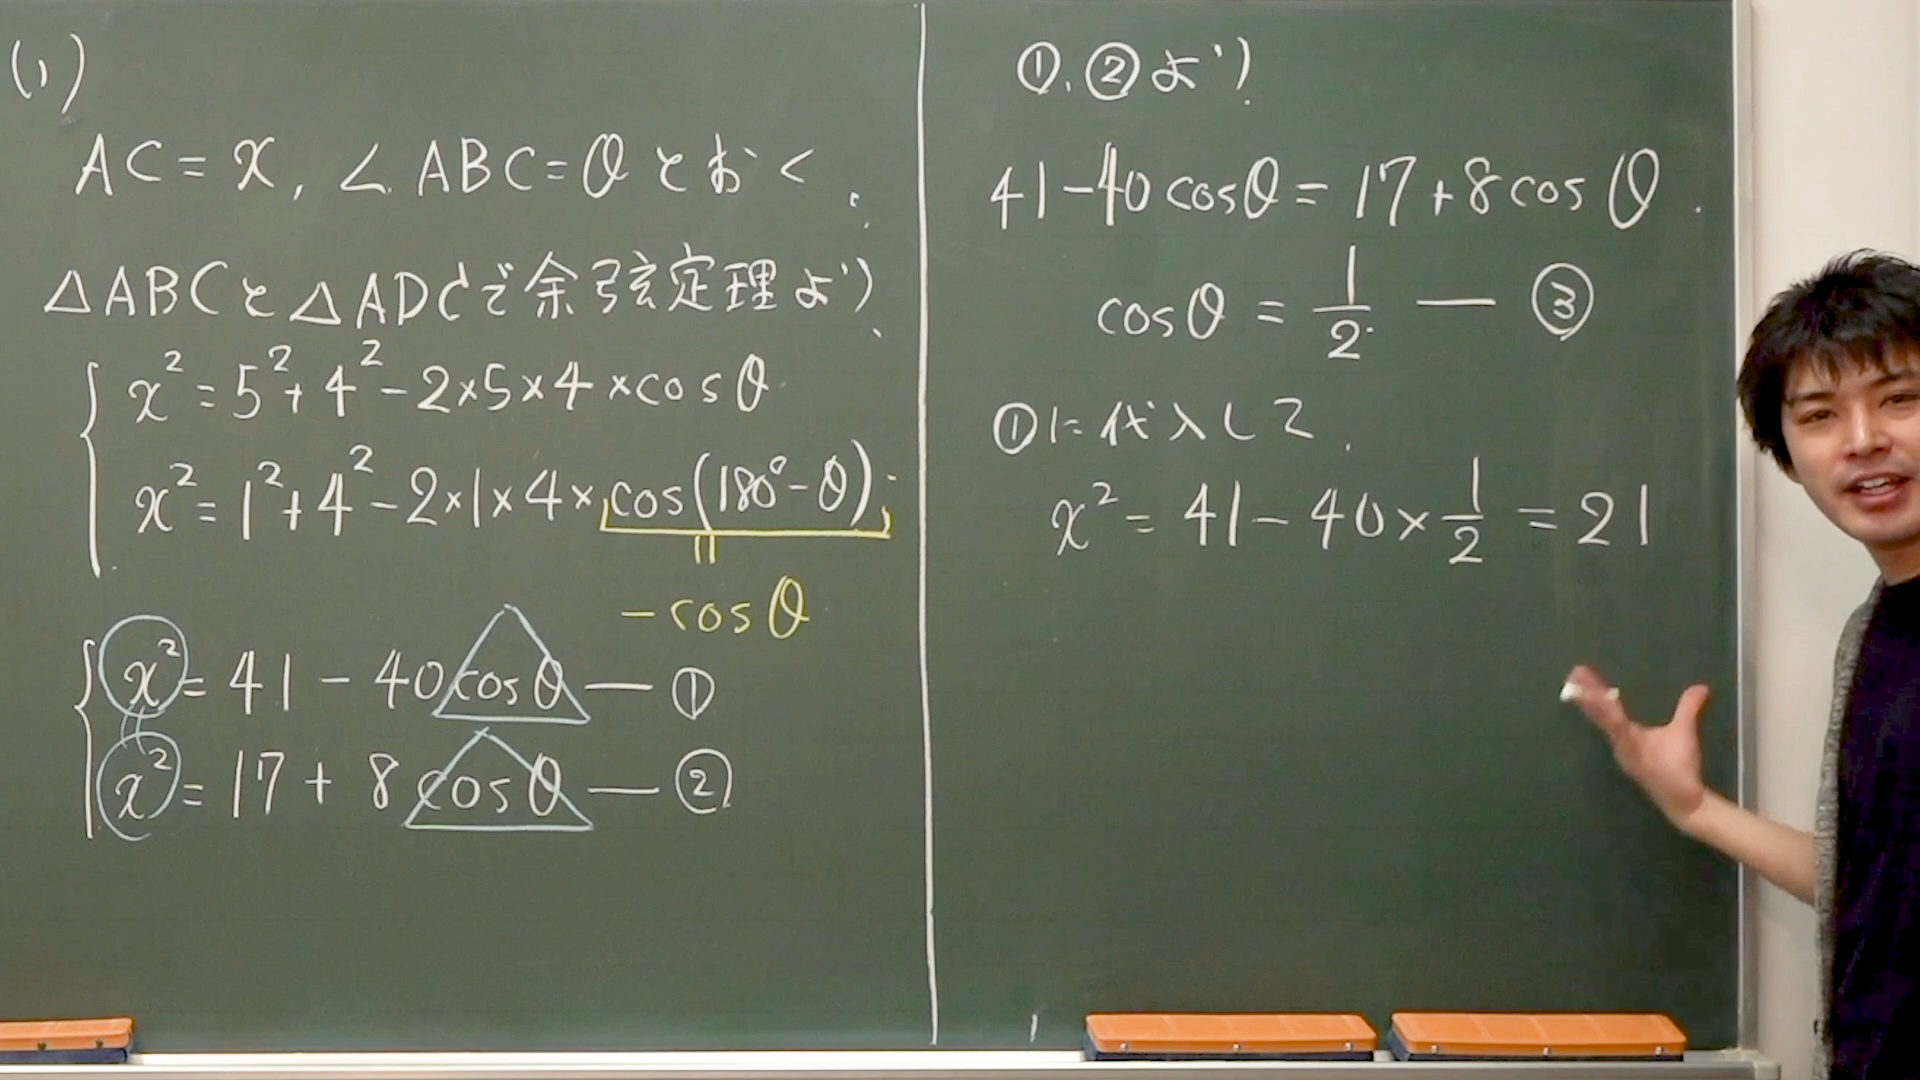 (1)
AC = x, ∠ABC = θ とおく.
△ABCと△ADCで余弦定理より、
x² = 5² + 4² - 2×5×4×cosθ
x² = 1² + 4² - 2×1×4×cos(180° - θ).
=
-cosθ
x² = 41 - 40cosθ — ①
x² = 17 + 8cosθ — ②
①, ②より
41 - 40cosθ = 17 + 8cosθ.
cosθ = 1/2 — ③
①に代入して.
x² = 41 - 40 × 1/2 = 21